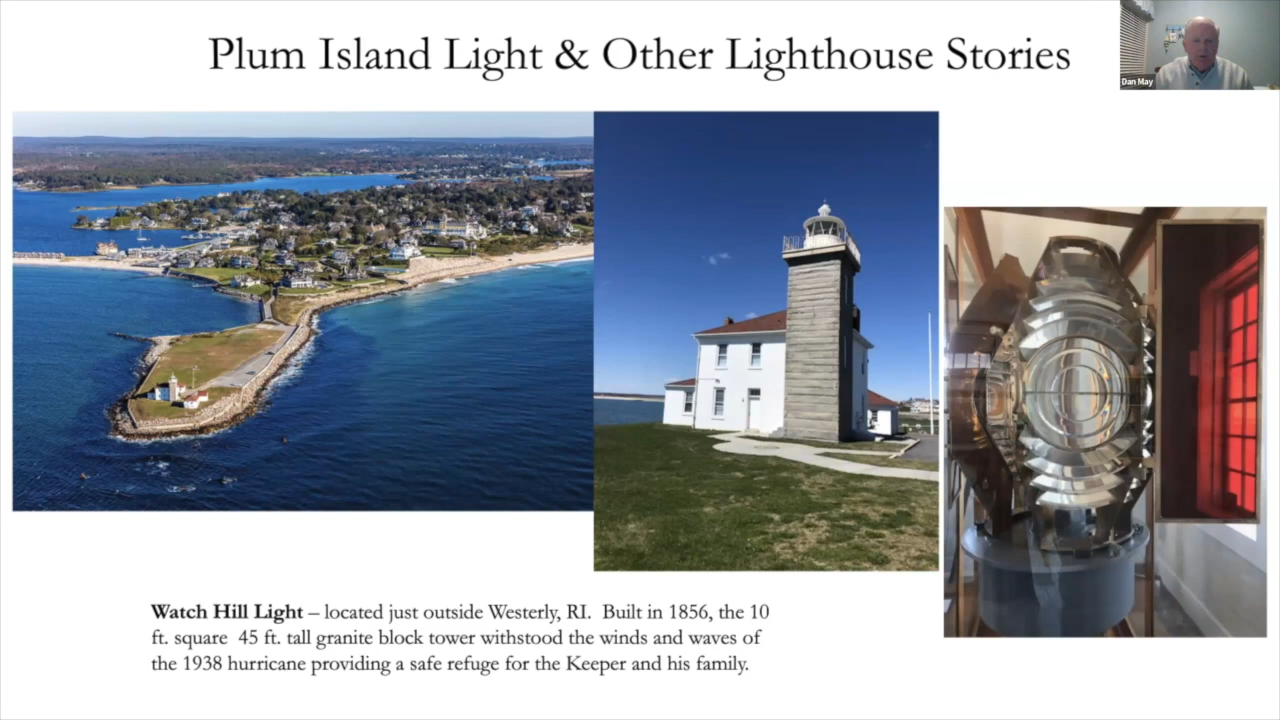 Plum Island Light & Other Lighthouse Stories
Dan May
Watch Hill Light – located just outside Westerly, RI.  Built in 1856, the 10
ft. square  45 ft. tall granite block tower withstood the winds and waves of
the 1938 hurricane providing a safe refuge for the Keeper and his family.